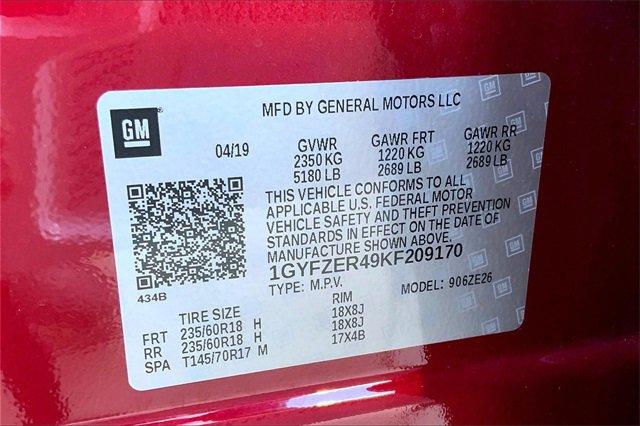 MFD BY GENERAL MOTORS LLC
GM
04/19 GVWR GAWR FRT GAWR RR
2350 KG 1220 KG 1220 KG
5180 LB 2689 LB 2689 LB
THIS VEHICLE CONFORMS TO ALL
APPLICABLE U.S. FEDERAL MOTOR
VEHICLE SAFETY AND THEFT PREVENTION
STANDARDS IN EFFECT ON THE DATE OF
MANUFACTURE SHOWN ABOVE.
1GYFZER49KF209170
TYPE: M.P.V. MODEL: 906ZE26
434B
TIRE SIZE RIM
FRT 235/60R18 H 18X8J
RR 235/60R18 H 18X8J
SPA T145/70R17 M 17X4B